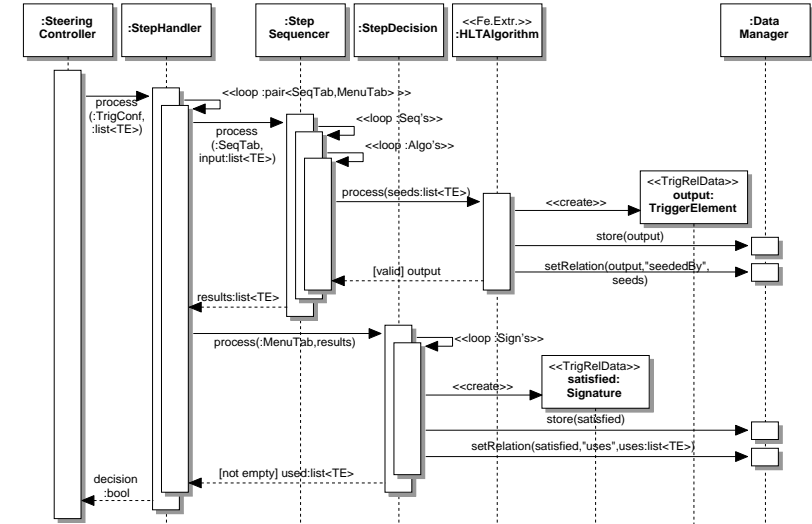 :Steering
Controller
:StepHandler
:Step
Sequencer
:StepDecision
<<Fe.Extr.>>
:HLTAlgorithm
:Data
Manager
process
(:TrigConf,
:list<TE>)
<<loop :pair<SeqTab,MenuTab> >>
process
(:SeqTab,
input:list<TE>)
<<loop :Seq's>>
<<loop :Algo's>>
process(seeds:list<TE>)
<<create>>
<<TrigRelData>>
output:
TriggerElement
store(output)
[valid] output
setRelation(output,"seededBy",
seeds)
results:list<TE>
process(:MenuTab,results)
<<loop :Sign's>>
<<create>>
<<TrigRelData>>
satisfied:
Signature
store(satisfied)
setRelation(satisfied,"uses",uses:list<TE>)
[not empty] used:list<TE>
decision
:bool